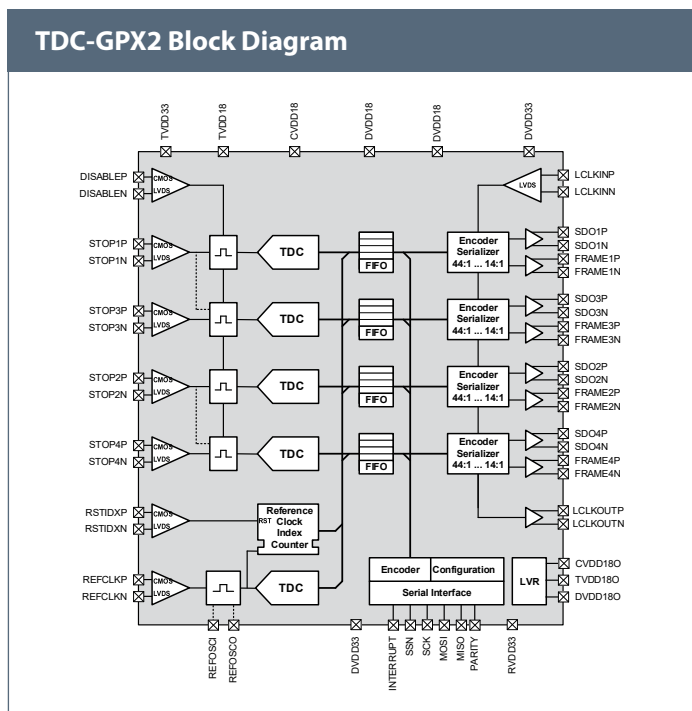 TDC-GPX2 Block Diagram
TVDD33
TVDD18
CVDD18
DVDD18
DVDD18
DVDD33
DISABLEP
DISABLEN
CMOS
LVDS
LVDS
LCLKINP
LCLKINN
STOP1P
STOP1N
CMOS
LVDS
TDC
FIFO
Encoder
Serializer
44:1 ... 14:1
SDO1P
SDO1N
FRAME1P
FRAME1N
STOP3P
STOP3N
CMOS
LVDS
TDC
FIFO
Encoder
Serializer
44:1 ... 14:1
SDO3P
SDO3N
FRAME3P
FRAME3N
STOP2P
STOP2N
CMOS
LVDS
TDC
FIFO
Encoder
Serializer
44:1 ... 14:1
SDO2P
SDO2N
FRAME2P
FRAME2N
STOP4P
STOP4N
CMOS
LVDS
TDC
FIFO
Encoder
Serializer
44:1 ... 14:1
SDO4P
SDO4N
FRAME4P
FRAME4N
RSTIDXP
RSTIDXN
CMOS
LVDS
RST
Reference
Clock
Index
Counter
LCLKOUTP
LCLKOUTN
REFCLKP
REFCLKN
CMOS
LVDS
TDC
Encoder
Configuration
Serial Interface
LVR
CVDD18O
TVDD18O
DVDD18O
REFOSCI
REFOSCO
DVDD33
INTERRUPT
SSN
SCK
MOSI
MISO
PARITY
RVDD33